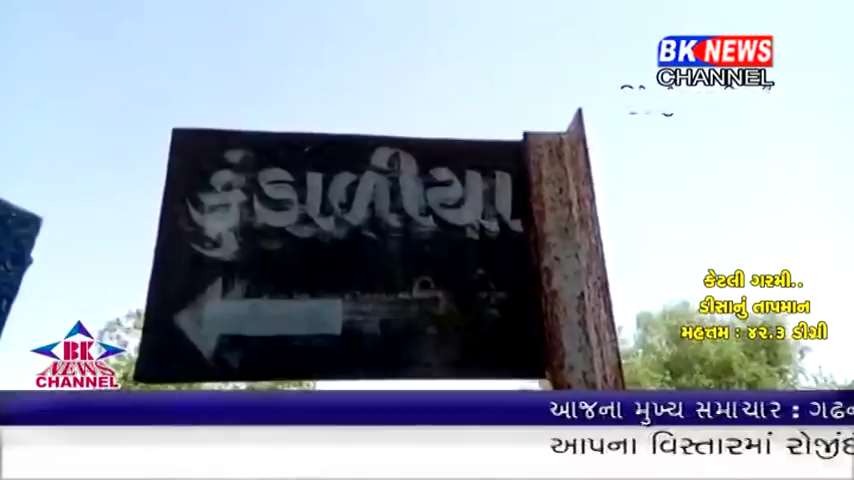 BK NEWS
CHANNEL
કુંડાળીયા
કેટલી ગરમી..
ડીસાનું તાપમાન
મહત્તમ : ૪૨.૩ ડીગ્રી
BK
NEWS
CHANNEL
આજના મુખ્ય સમાચાર :
આપના વિસ્તારમાં